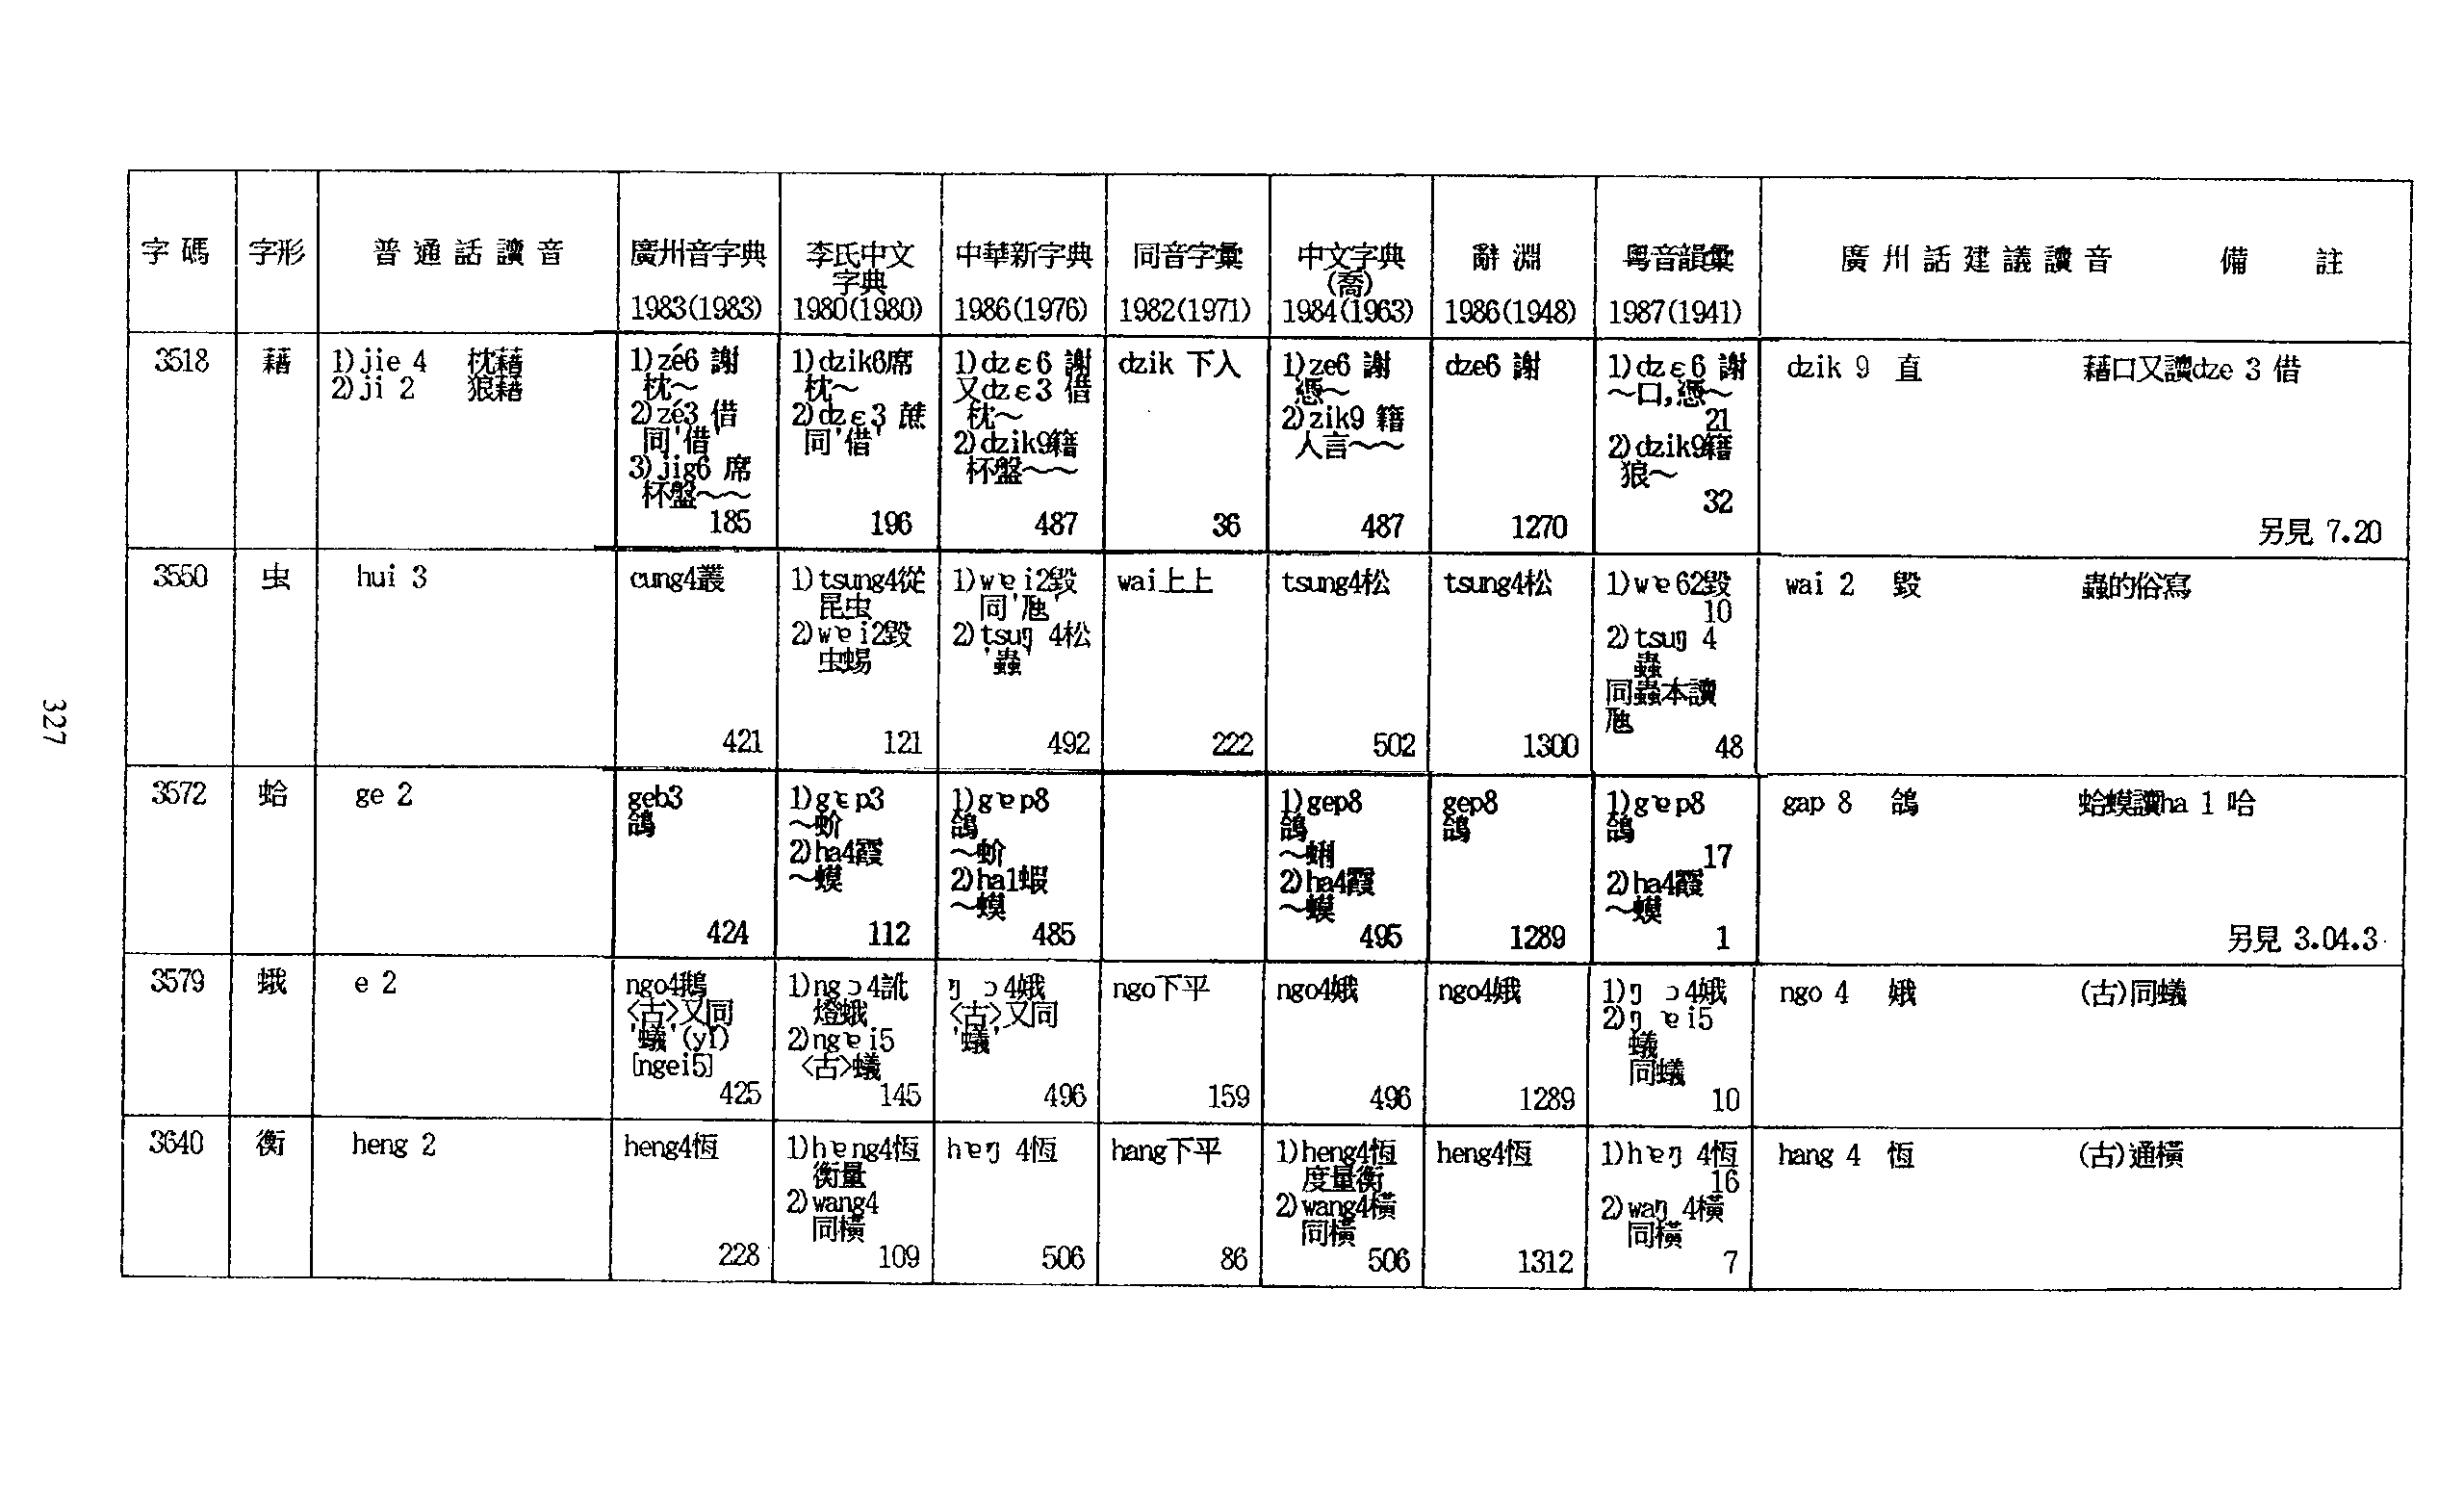 字 碼 字形 普 通 話 讀 音 廣州音字典 李氏中文 中華新字典 同音字彙 中文字典 辭 淵 粵音韻彙 廣 州 話 建 議 讀 音 備 註
字典 (喬)
1983(1983) 1980(1980) 1986(1976) 1982(1971) 1984(1963) 1986(1948) 1987(1941)
3518 藉
1)jie 4 枕藉
2)ji 2 狼藉
1)zé6 謝
枕～
2)zé3 借
同'借'
3)jig6 席
杯盤～～
185
1)dzik6席
枕～
2)dzɛ3 蔗
同'借'
196
1)dzɛ6 謝
又dzɛ3 借
枕～
2)dzik9籍
杯盤～～
487
dzik 下入
36
1)ze6 謝
憑～
2)zik9 籍
人言～～
487
dze6 謝
1270
1)dzɛ6 謝
～口,憑～
21
2)dzik9籍
狼～
32
dzik 9 直 藉口又讀dze 3 借
另見 7.20
3550 虫 hui 3
cung4叢
421
1)tsung4從
昆虫
2)wɐi2毀
虫蜴
121
1)wɐi2毀
同'虺'
2)tsuŋ 4松
'蟲'
492
wai上上
222
tsung4松
502
tsung4松
1300
1)wɐ62毀
10
2)tsuŋ 4
蟲
同蟲本讀
虺
48
wai 2 毀 蟲的俗寫
3572 蛤 ge 2
geb3
鴿
424
1)gɛp3
～蚧
2)ha4霞
～蟆
112
1)gɐp8
鴿
～蚧
2)ha1蝦
～蟆
485
1)gep8
鴿
～蜊
2)ha4霞
～蟆
495
gep8
鴿
1289
1)gɐp8
鴿
17
2)ha4霞
～蟆
1
gap 8 鴿 蛤蟆讀ha 1 哈
另見 3.04.3
3579 蛾 e 2
ngo4鵝
〈古〉又同
'蟻'(yǐ)
[ngei5]
425
1)ngɔ4訛
燈蛾
2)ngɐi5
〈古〉蟻
145
ŋɔ4娥
〈古〉又同
'蟻'
496
ngo下平
159
ngo4娥
496
ngo4娥
1289
1)ŋɔ4娥
2)ŋɐi5
蟻
同蟻
10
ngo 4 娥 (古)同蟻
3640 衡 heng 2
heng4恆
228
1)hɐng4恆
衡量
2)wang4
同橫
109
hɐŋ 4恆
506
hang下平
86
1)heng4恆
度量衡
2)wang4橫
同橫
506
heng4恆
1312
1)hɐŋ 4恆
16
2)waŋ 4橫
同橫
7
hang 4 恆 (古)通橫
327